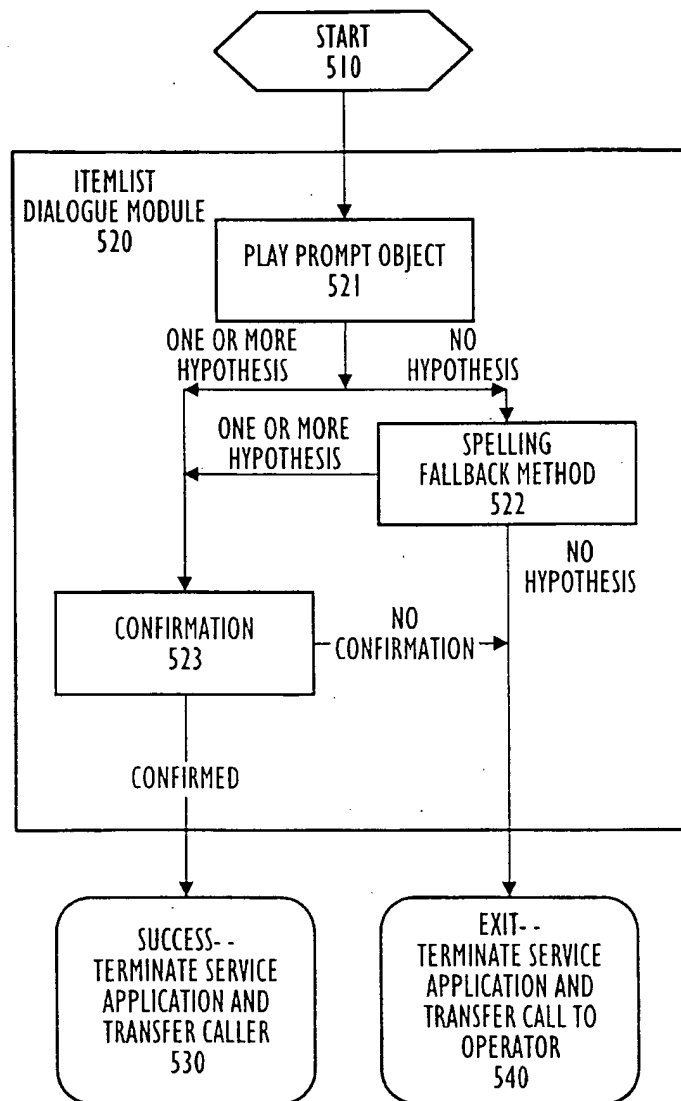 START
510
ITEMLIST
DIALOGUE MODULE
520
PLAY PROMPT OBJECT
521
ONE OR MORE
HYPOTHESIS
NO
HYPOTHESIS
ONE OR MORE
HYPOTHESIS
SPELLING
FALLBACK METHOD
522
NO
HYPOTHESIS
CONFIRMATION
523
NO
CONFIRMATION
CONFIRMED
SUCCESS--
TERMINATE SERVICE
APPLICATION AND
TRANSFER CALLER
530
EXIT--
TERMINATE SERVICE
APPLICATION AND
TRANSFER CALL TO
OPERATOR
540